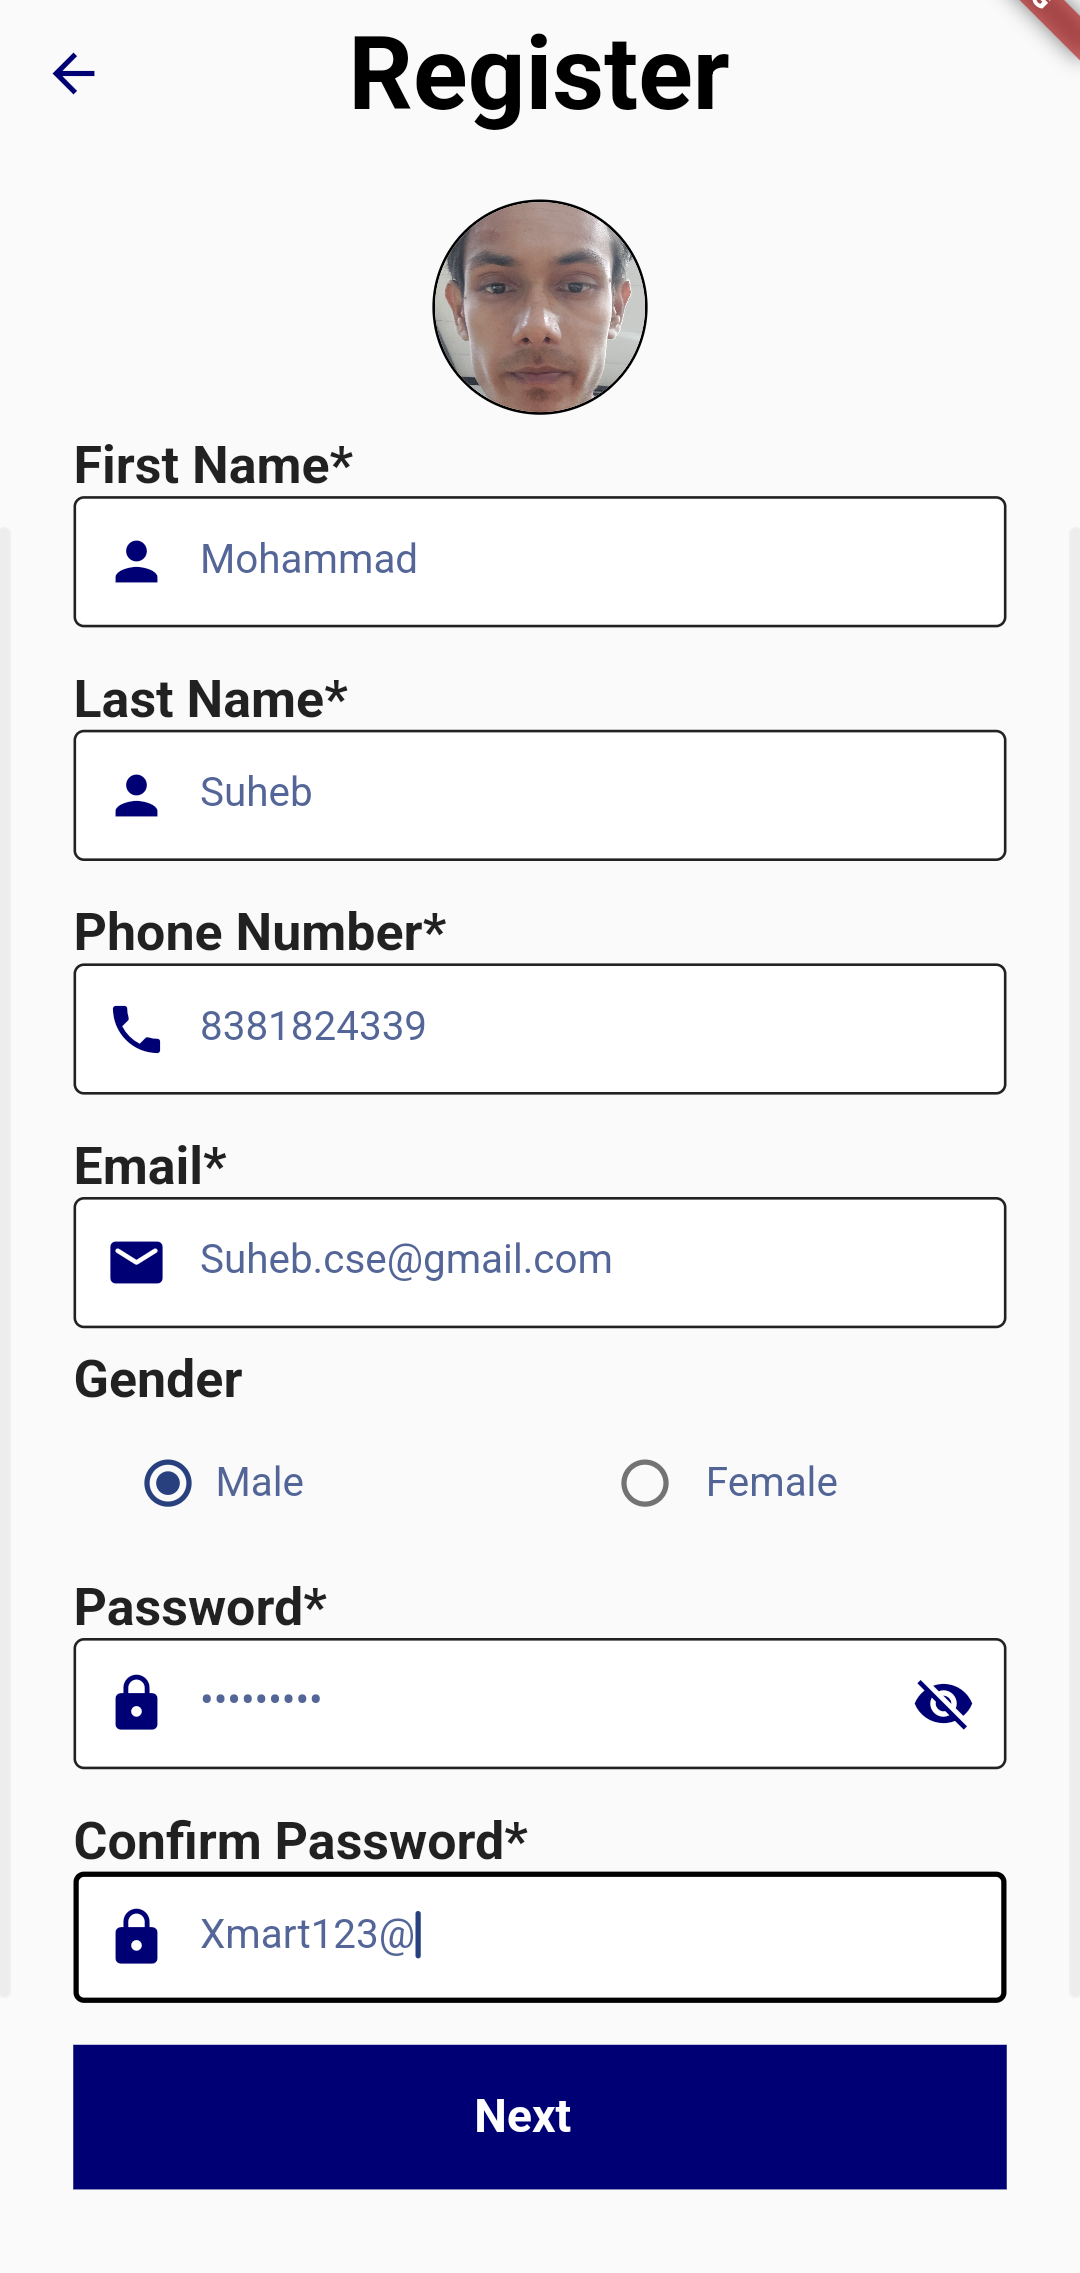 Register
First Name*
Mohammad
Last Name*
Suheb
Phone Number*
8381824339
Email*
Suheb.cse@gmail.com
Gender
Male Female
Password*
•••••••••
Confirm Password*
Xmart123@
Next